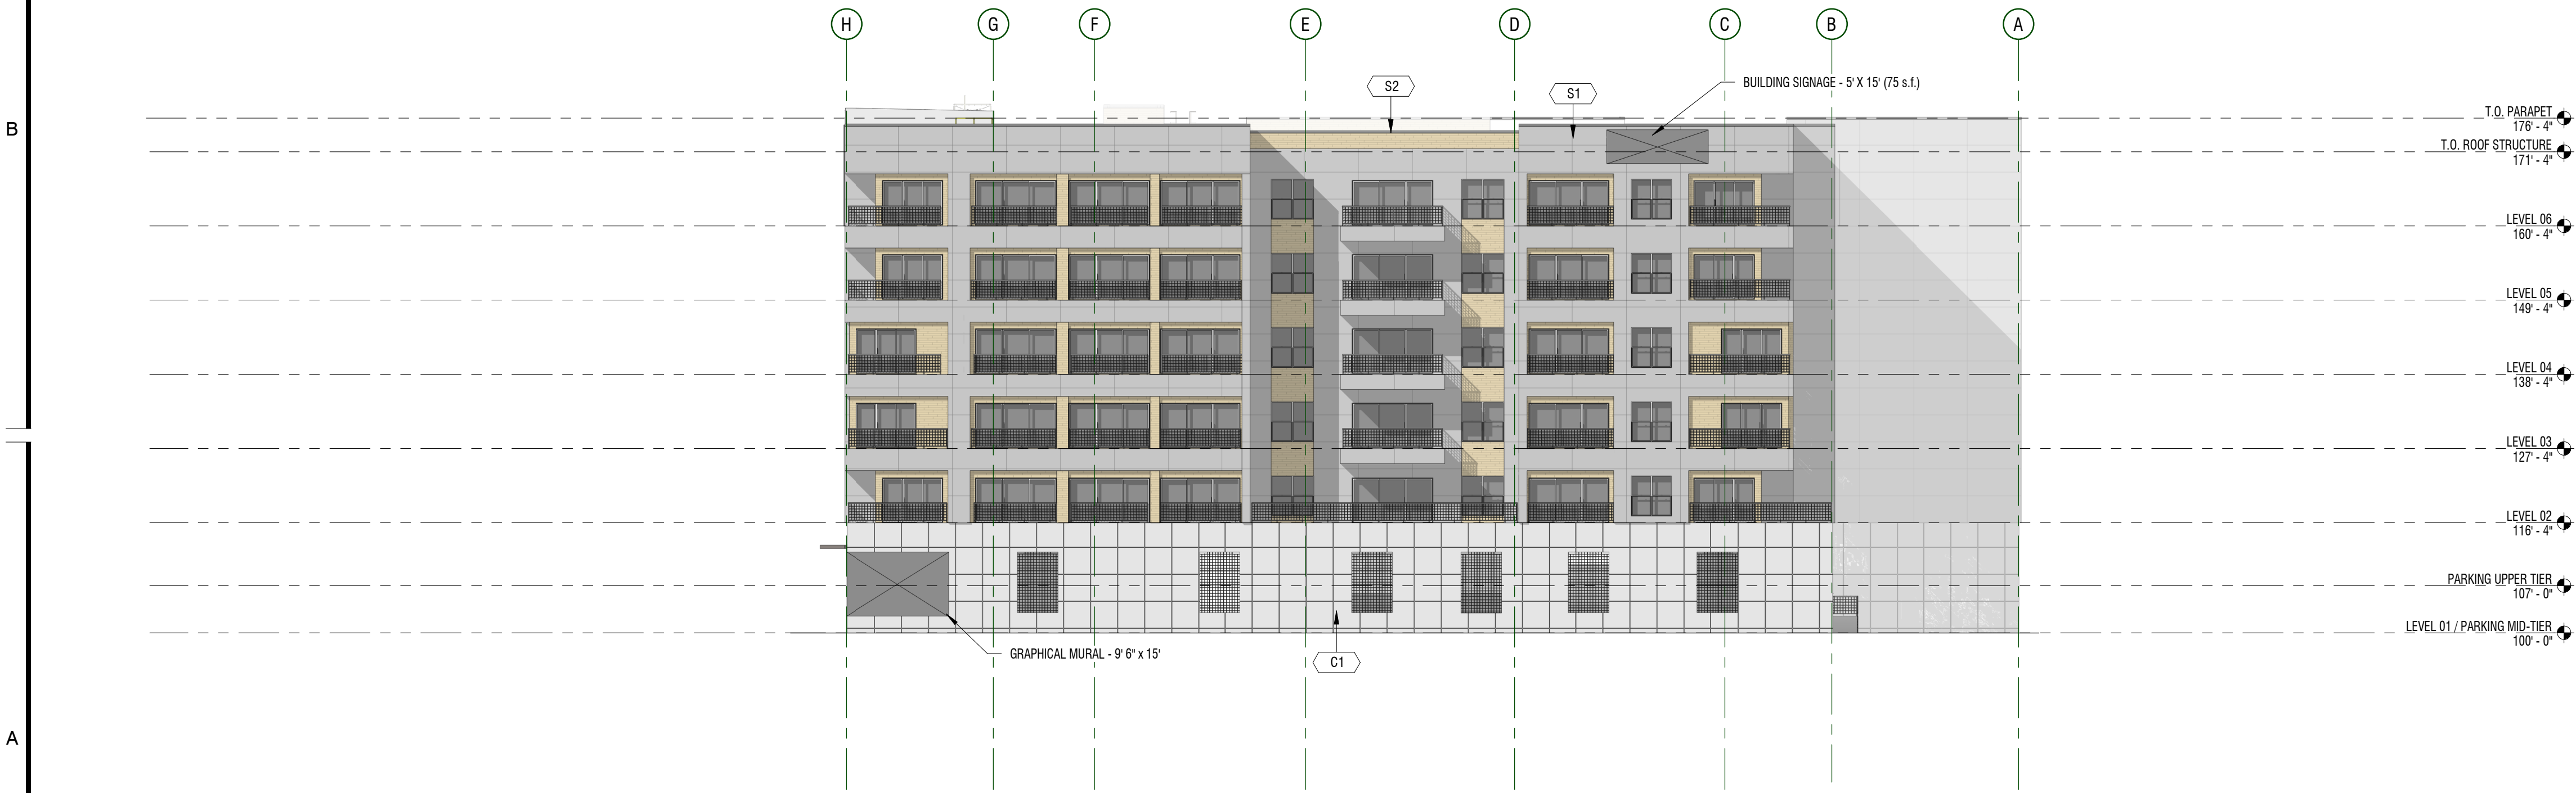 H G F E D C B A
S2
S1
BUILDING SIGNAGE - 5' X 15' (75 s.f.)
B
T.O. PARAPET
176' - 4"
T.O. ROOF STRUCTURE
171' - 4"
LEVEL 06
160' - 4"
LEVEL 05
149' - 4"
LEVEL 04
138' - 4"
LEVEL 03
127' - 4"
LEVEL 02
116' - 4"
PARKING UPPER TIER
107' - 0"
LEVEL 01 / PARKING MID-TIER
100' - 0"
GRAPHICAL MURAL - 9' 6" x 15'
C1
A